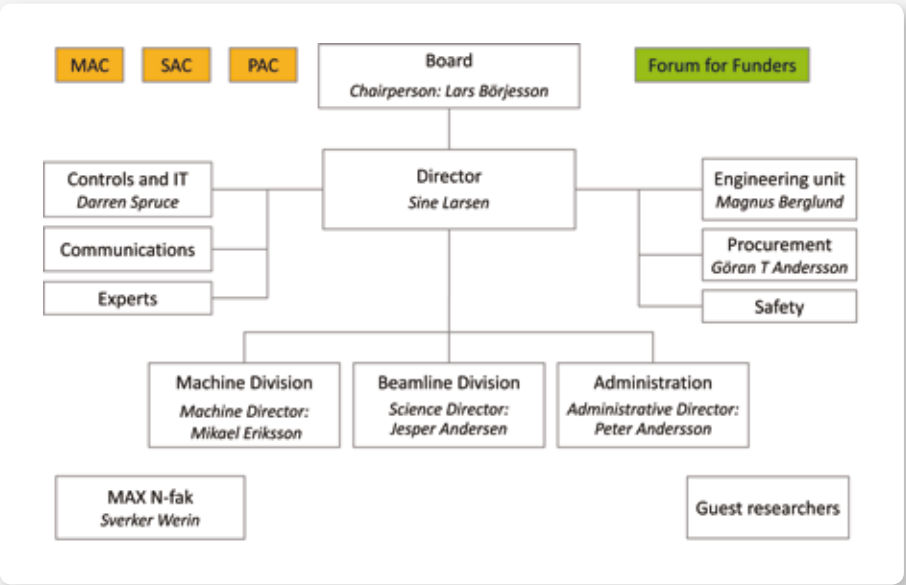 MAC
SAC
PAC
Board
Chairperson: Lars Börjesson
Forum for Funders
Controls and IT
Darren Spruce
Director
Sine Larsen
Engineering unit
Magnus Berglund
Communications
Procurement
Göran T Andersson
Experts
Safety
Machine Division
Machine Director:
Mikael Eriksson
Beamline Division
Science Director:
Jesper Andersen
Administration
Administrative Director:
Peter Andersson
MAX N-fak
Sverker Werin
Guest researchers